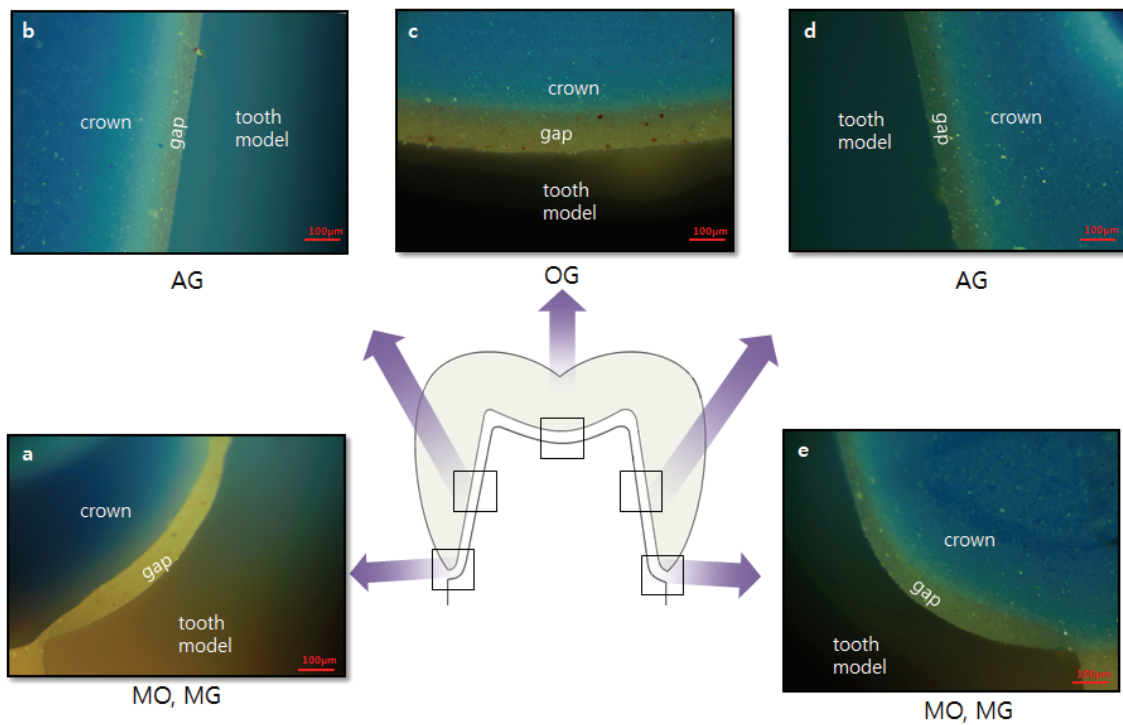 b
crown
gap
tooth
model
100μm
AG
c
crown
gap
tooth
model
100μm
OG
d
tooth
model
gap
crown
100μm
AG
a
crown
gap
tooth
model
100μm
MO, MG
e
crown
gap
tooth
model
100μm
MO, MG